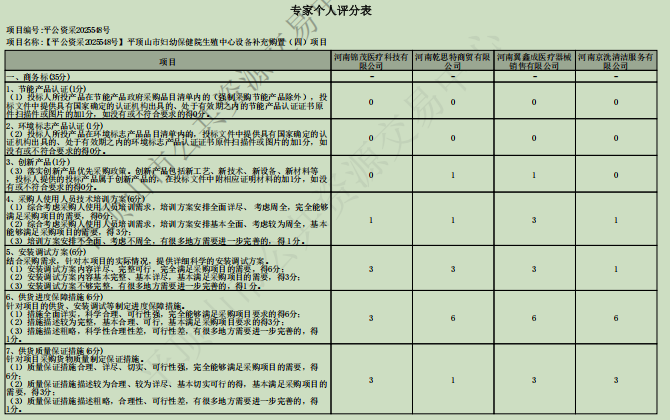 专家个人评分表
项目编号：平公资采2025548号
项目名称：【平公资采2025548号】平顶山市妇幼保健院生殖中心设备补充购置（四）项目
项目
河南锦茂医疗科技有限公司
河南乾思特商贸有限公司
河南翼鑫成医疗器械销售有限公司
河南京洗清洁服务有限公司
一、商务标(35分)
-
-
-
-
1、节能产品认证(1分)
（1）投标人所投产品在节能产品政府采购品目清单内的（强制采购节能产品除外），投
标文件中提供具有国家确定的认证机构出具的、处于有效期之内的节能产品认证证书原
件扫描件或图片的加1分，如没有或不符合要求的得0分。
0
0
0
0
2、环境标志产品认证(1分)
（2）投标人所投产品在环境标志产品品目清单内的，投标文件中提供具有国家确定的认
证机构出具的、处于有效期之内的环境标志产品认证证书原件扫描件或图片的加1分，如
没有或不符合要求的得0分。
0
0
0
0
3、创新产品(1分)
（3）落实创新产品优先采购政策。创新产品包括新工艺、新技术、新设备、新材料等
，投标人提供的投标产品属于创新产品的，在投标文件中附相应证明材料的加1分，如没
有或不符合要求的得0分。
0
1
1
0
4、采购人使用人员技术培训方案(6分)
（1）综合考虑采购人使用人员培训需求，培训方案安排全面详尽、 考虑周全，完全能够
满足采购项目的需要，得6分；
（2）综合考虑采购人使用人员培训需求，培训方案安排基本全面、考虑较为周全，基本
能够满足采购项目的需要，得 3分；
（3）培训方案安排不全面、考虑不周全，有很多地方需要进一步完善的，得 1分。
1
1
3
1
5、安装调试方案(6分)
结合采购需求，针对本项目的实际情况，提供详细科学的安装调试方案。
（1）安装调试方案内容详尽、完整可行，完全满足采购项目的需要，得6分；
（2）安装调试方案内容基本完整、基本详尽，基本满足采购项目的需要，得3分；
（3）安装调试方案不够完整，有很多地方需要进一步完善的，得1分。
3
3
3
1
6、供货进度保障措施(6分)
针对项目的供货、安装调试等制定进度保障措施。
（1）措施全面详实，科学合理、可行性强，完全能够满足采购项目要求的得6分；
（2）措施描述较为完整，基本合理、可行，基本满足采购项目要求的得3分；
（3）措施描述粗略，科学性合理性差，可行性差，有很多地方需要进一步完善的，得
1分。
3
6
6
6
7、供货质量保证措施(6分)
针对项目采购货物质量制定保证措施。
（1）质量保证措施合理、详尽、切实、可行性强，完全能够满足采购项目的需要，得
6分；
（2）质量保证措施描述较为合理、较为详尽、基本切实可行的得，基本满足采购项目的
需要，得3分；
（3）质量保证措施描述粗略，合理性、可行性差，有很多地方需要进一步完善的，得
1分。
3
1
3
3